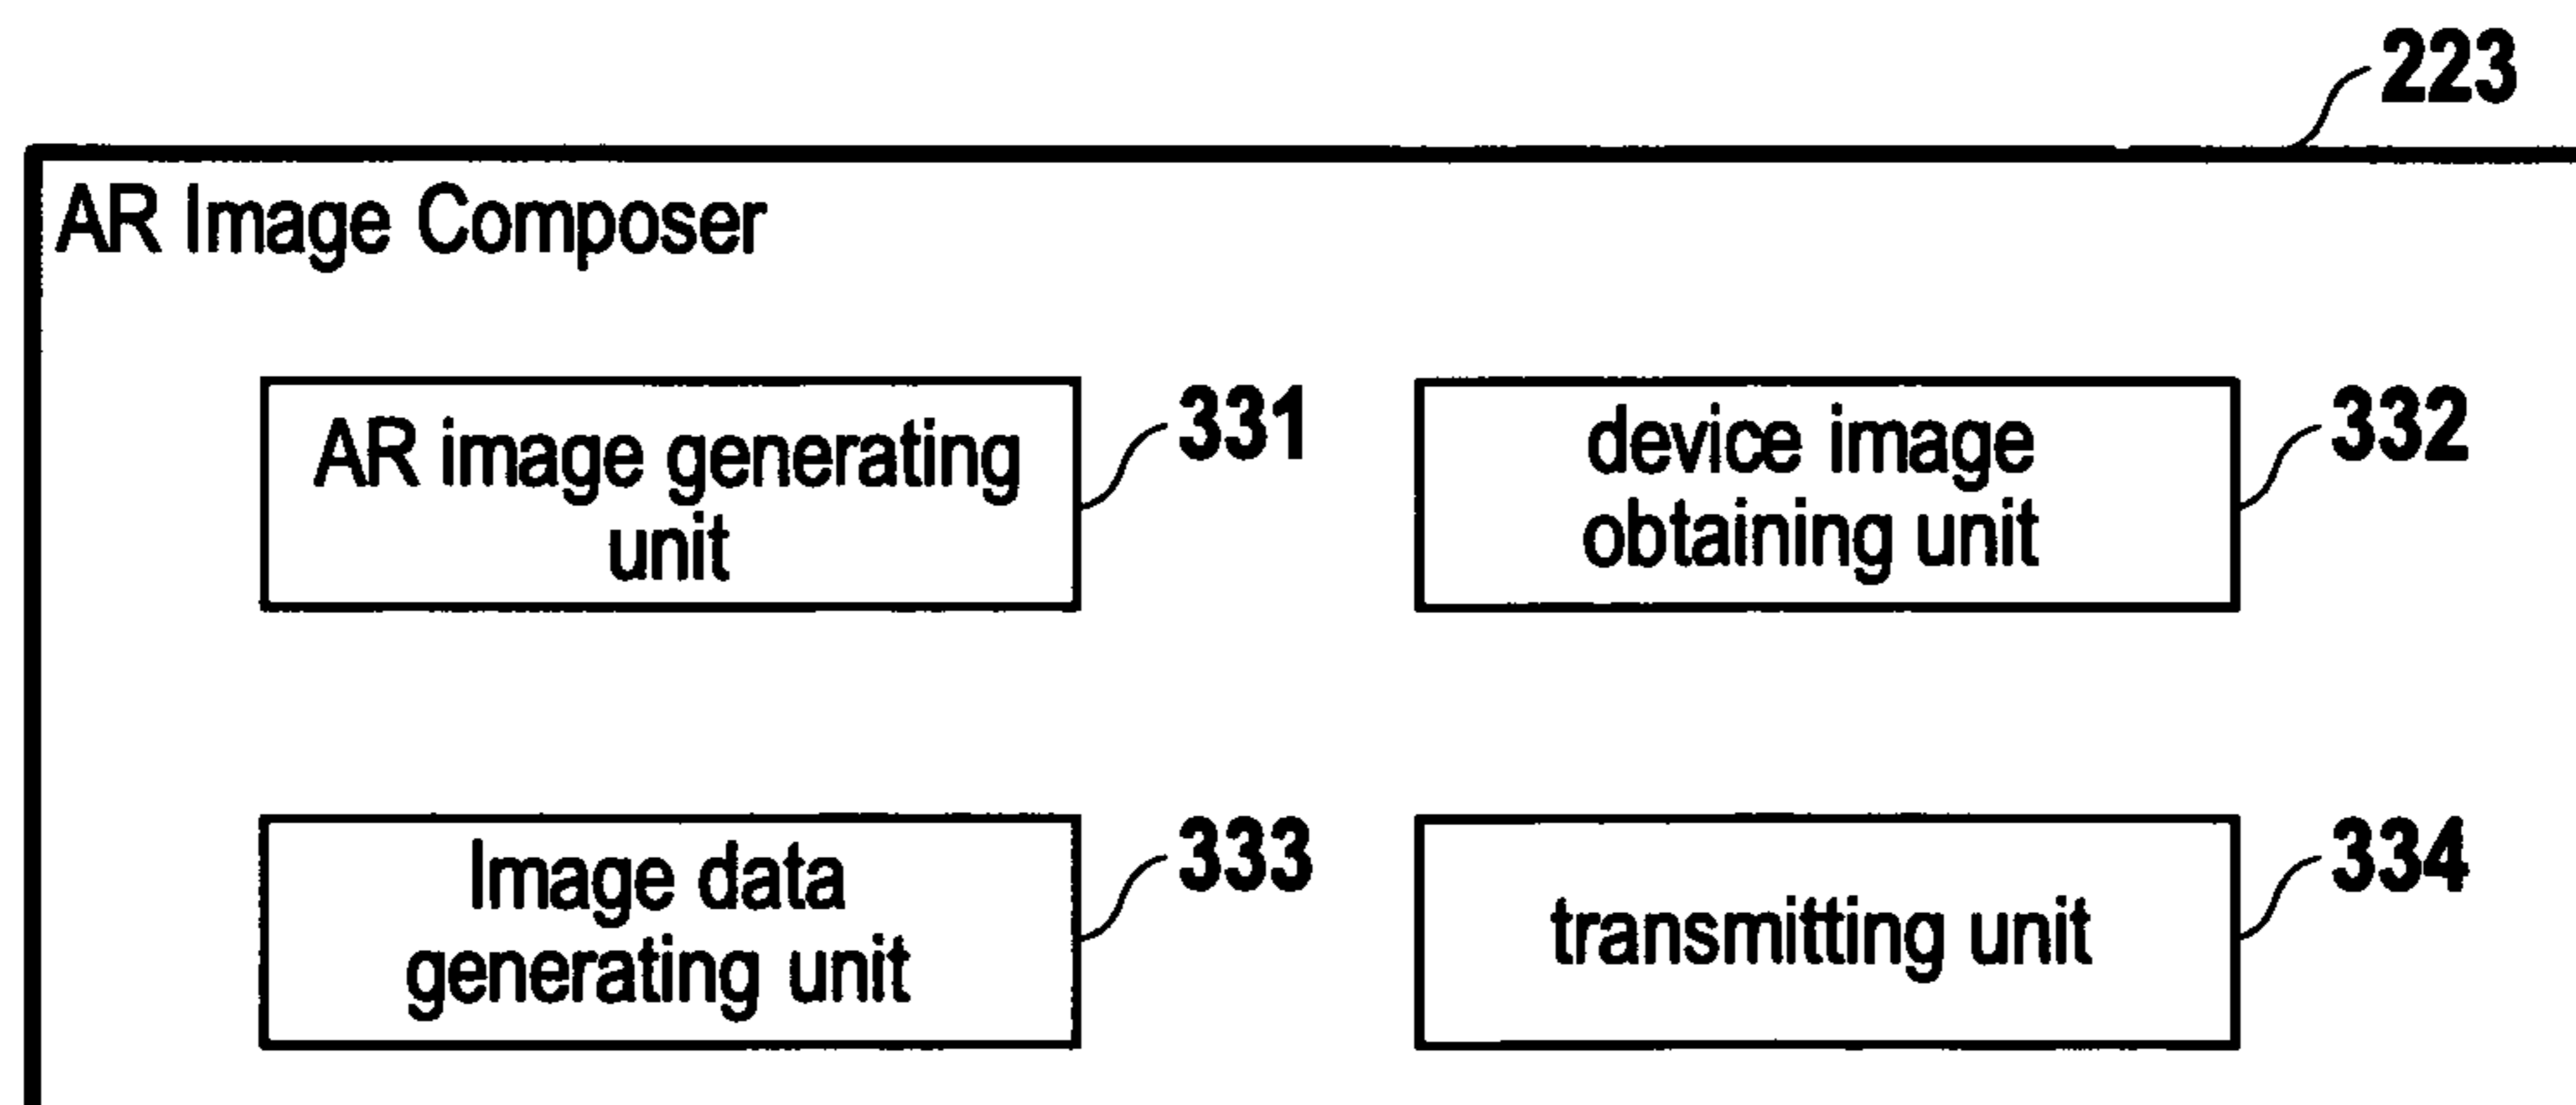 223
AR Image Composer
AR image generating
unit
331
device image
obtaining unit
332
Image data
generating unit
333
transmitting unit
334